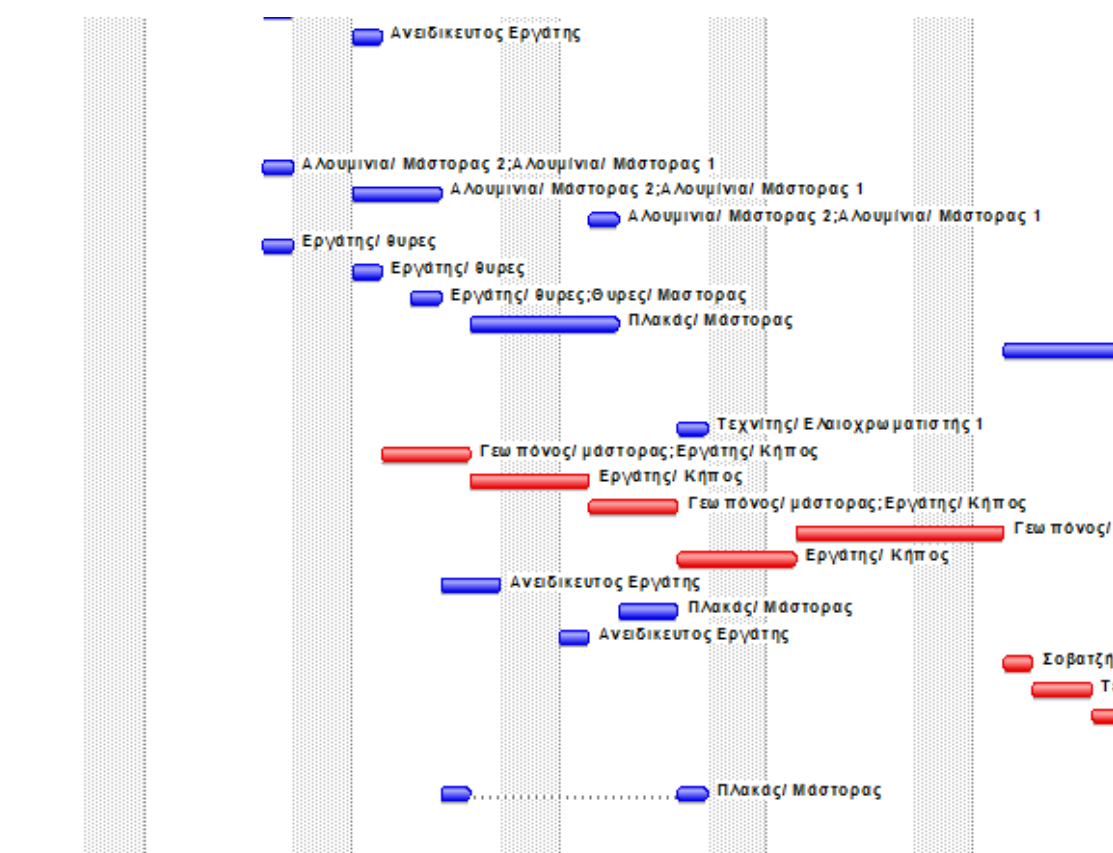 Ανειδικευτος Εργάτης
Αλουμινια/ Μάστορας 2;Αλουμίνια/ Μάστορας 1
Αλουμινια/ Μάστορας 2;Αλουμίνια/ Μάστορας 1
Αλουμινια/ Μάστορας 2;Αλουμίνια/ Μάστορας 1
Εργάτης/ θυρες
Εργάτης/ θυρες
Εργάτης/ θυρες;Θυρες/ Μαστορας
Πλακάς/ Μάστορας
Τεχνίτης/ Ελαιοχρωματιστής 1
Γεωπόνος/ μάστορας;Εργάτης/ Κήπος
Εργάτης/ Κήπος
Γεωπόνος/ μάστορας;Εργάτης/ Κήπος
Γεωπόνος/
Εργάτης/ Κήπος
Ανειδικευτος Εργάτης
Πλακάς/ Μάστορας
Ανειδικευτος Εργάτης
Σοβατζή
Πλακάς/ Μάστορας